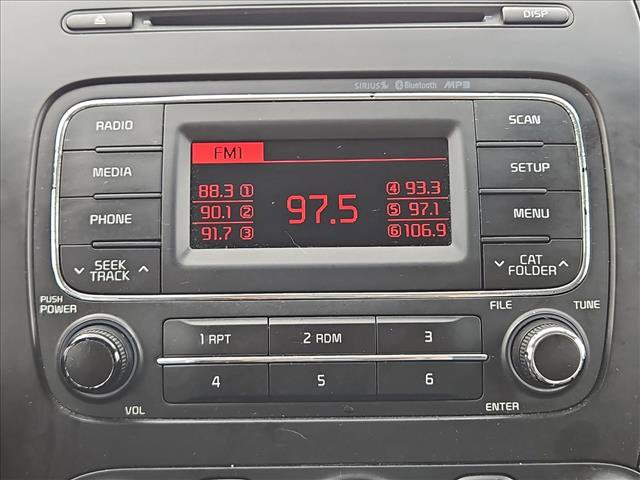 DISP
SIRIUS Bluetooth MP3
RADIO
MEDIA
PHONE
SEEK
TRACK
FM1
88.3 1
90.1 2
91.7 3
97.5
4 93.3
5 97.1
6 106.9
SCAN
SETUP
MENU
CAT
FOLDER
PUSH
POWER
VOL
1 RPT
2 RDM
3
4
5
6
FILE
TUNE
ENTER